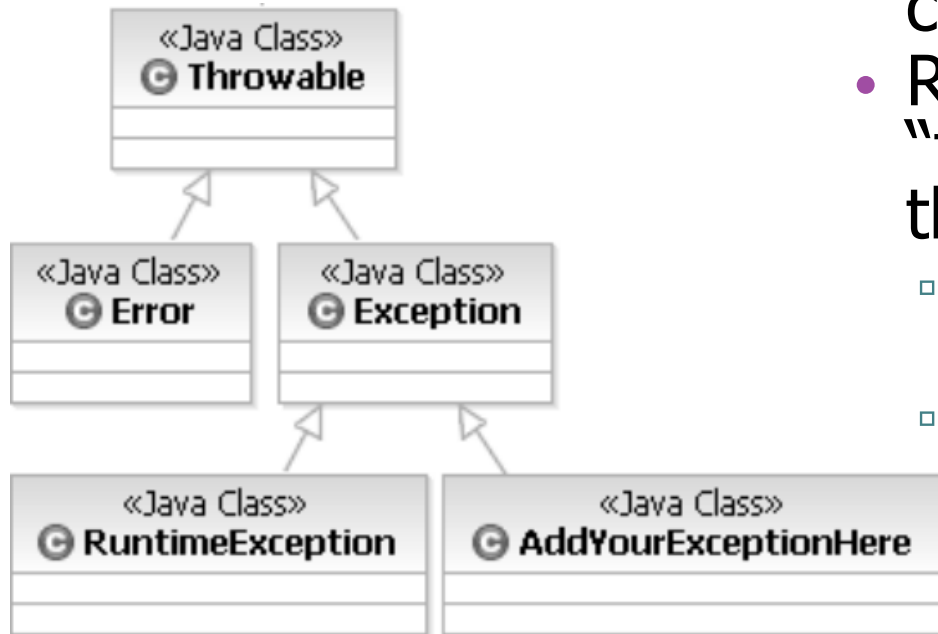 «Java Class»
Throwable
«Java Class»
Error
«Java Class»
Exception
«Java Class»
RuntimeException
«Java Class»
AddYourExceptionHere